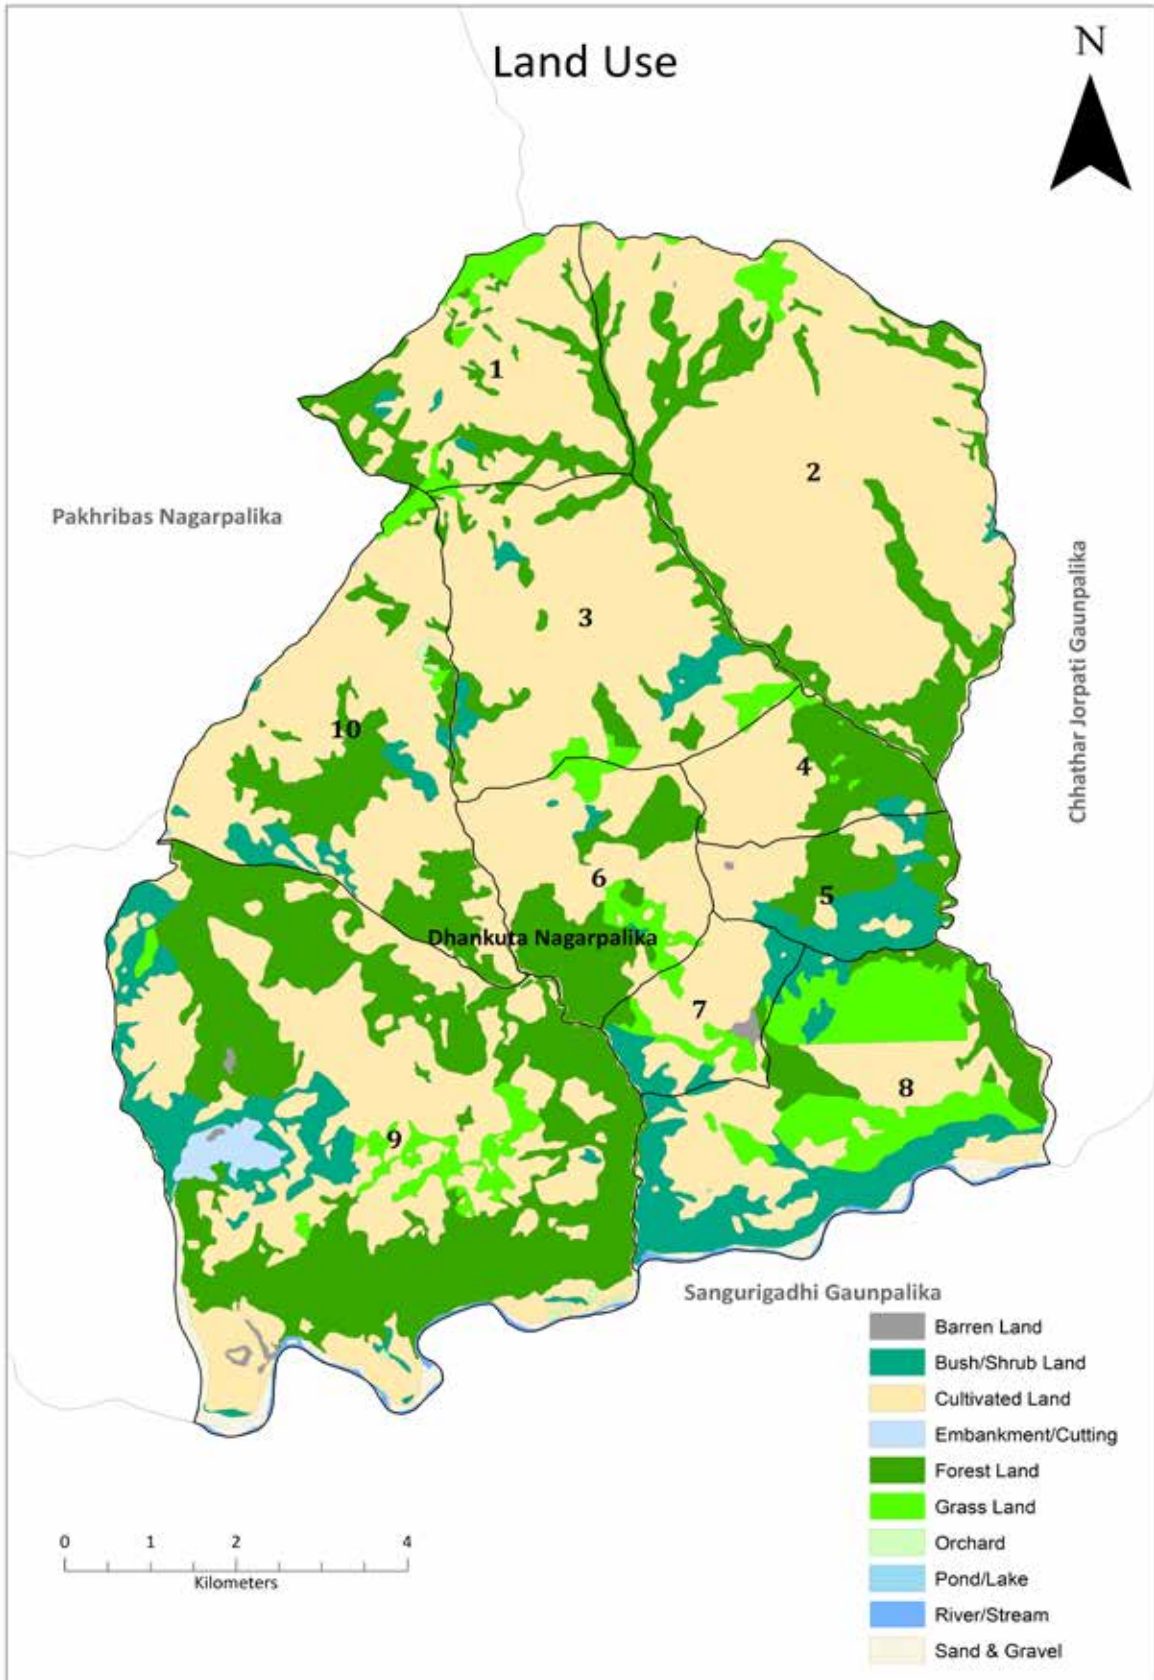 Land Use
N
1
2
Pakhribas Nagarpalika
Chhathar Jorpati Gaunpalika
3
10
4
6
5
Dhankuta Nagarpalika
7
8
9
Sangurigadhi Gaunpalika
Barren Land
Bush/Shrub Land
Cultivated Land
Embankment/Cutting
Forest Land
Grass Land
Orchard
Pond/Lake
River/Stream
Sand & Gravel
0 1 2 4
Kilometers